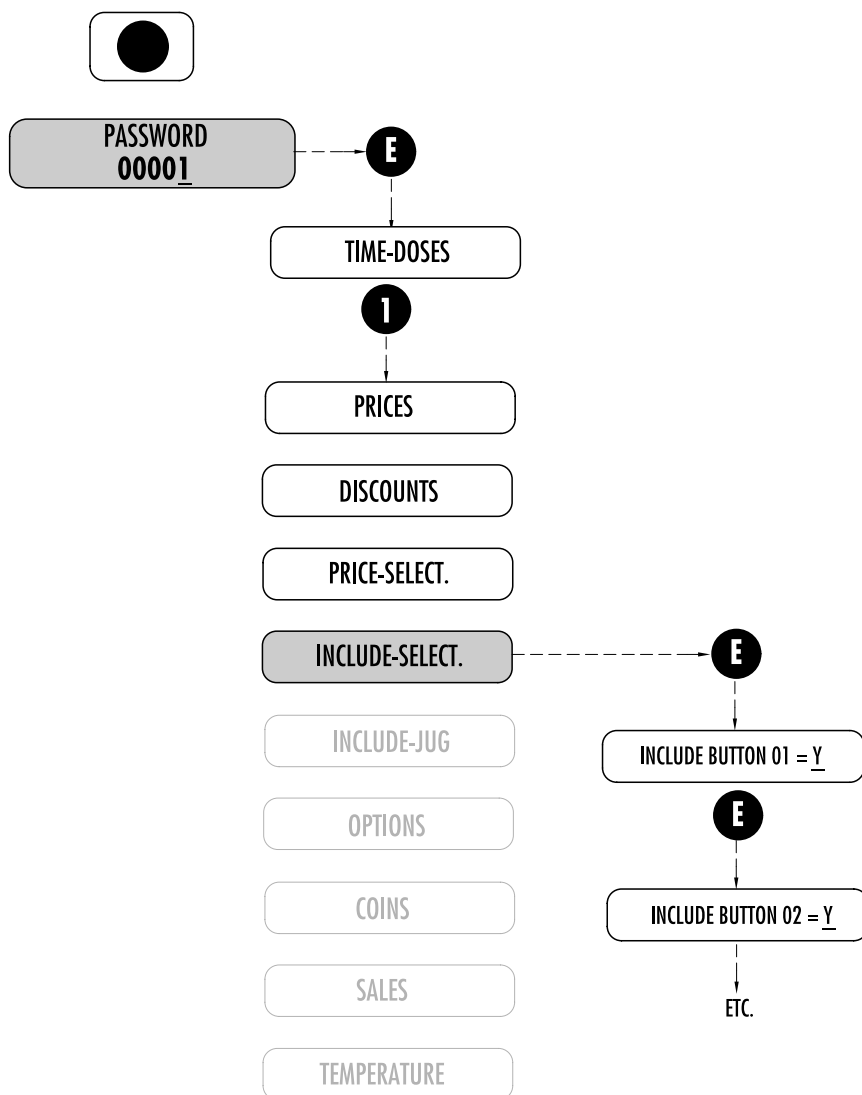 PASSWORD
00001
E
TIME-DOSES
1
PRICES
DISCOUNTS
PRICE-SELECT.
INCLUDE-SELECT.
E
INCLUDE-JUG
INCLUDE BUTTON 01 = Y
OPTIONS
E
COINS
INCLUDE BUTTON 02 = Y
SALES
ETC.
TEMPERATURE